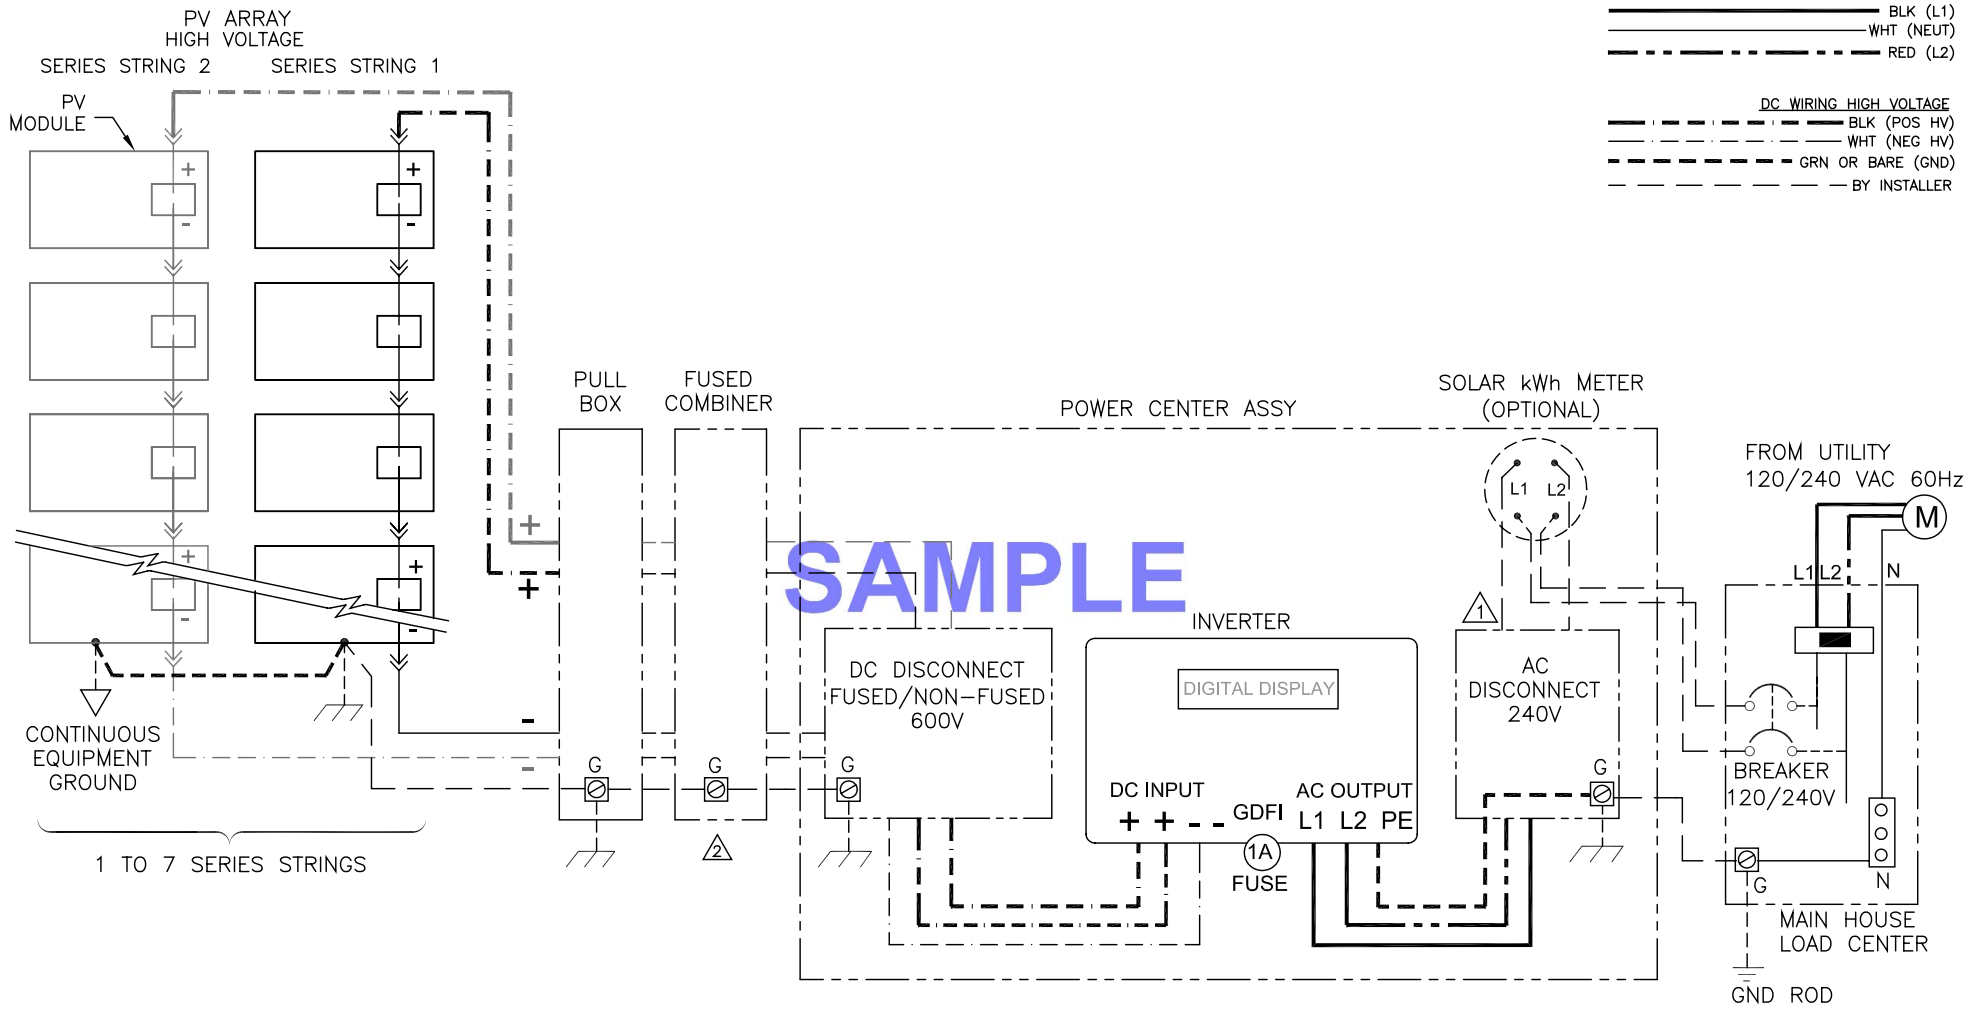 PV ARRAY
HIGH VOLTAGE
SERIES STRING 2
SERIES STRING 1
PV
MODULE
+
-
+
-
+
-
+
-
CONTINUOUS
EQUIPMENT
GROUND
1 TO 7 SERIES STRINGS
BLK (L1)
WHT (NEUT)
RED (L2)
DC WIRING HIGH VOLTAGE
BLK (POS HV)
WHT (NEG HV)
GRN OR BARE (GND)
BY INSTALLER
+
+
-
-
PULL
BOX
G
FUSED
COMBINER
2
POWER CENTER ASSY
SAMPLE
DC DISCONNECT
FUSED/NON-FUSED
600V
G
INVERTER
DIGITAL DISPLAY
DC INPUT
+ + - -
GDFI
1A
FUSE
AC OUTPUT
L1 L2 PE
SOLAR kWh METER
(OPTIONAL)
L1 L2
1
AC
DISCONNECT
240V
G
FROM UTILITY
120/240 VAC 60Hz
M
L1 L2 N
BREAKER
120/240V
G
N
MAIN HOUSE
LOAD CENTER
GND ROD